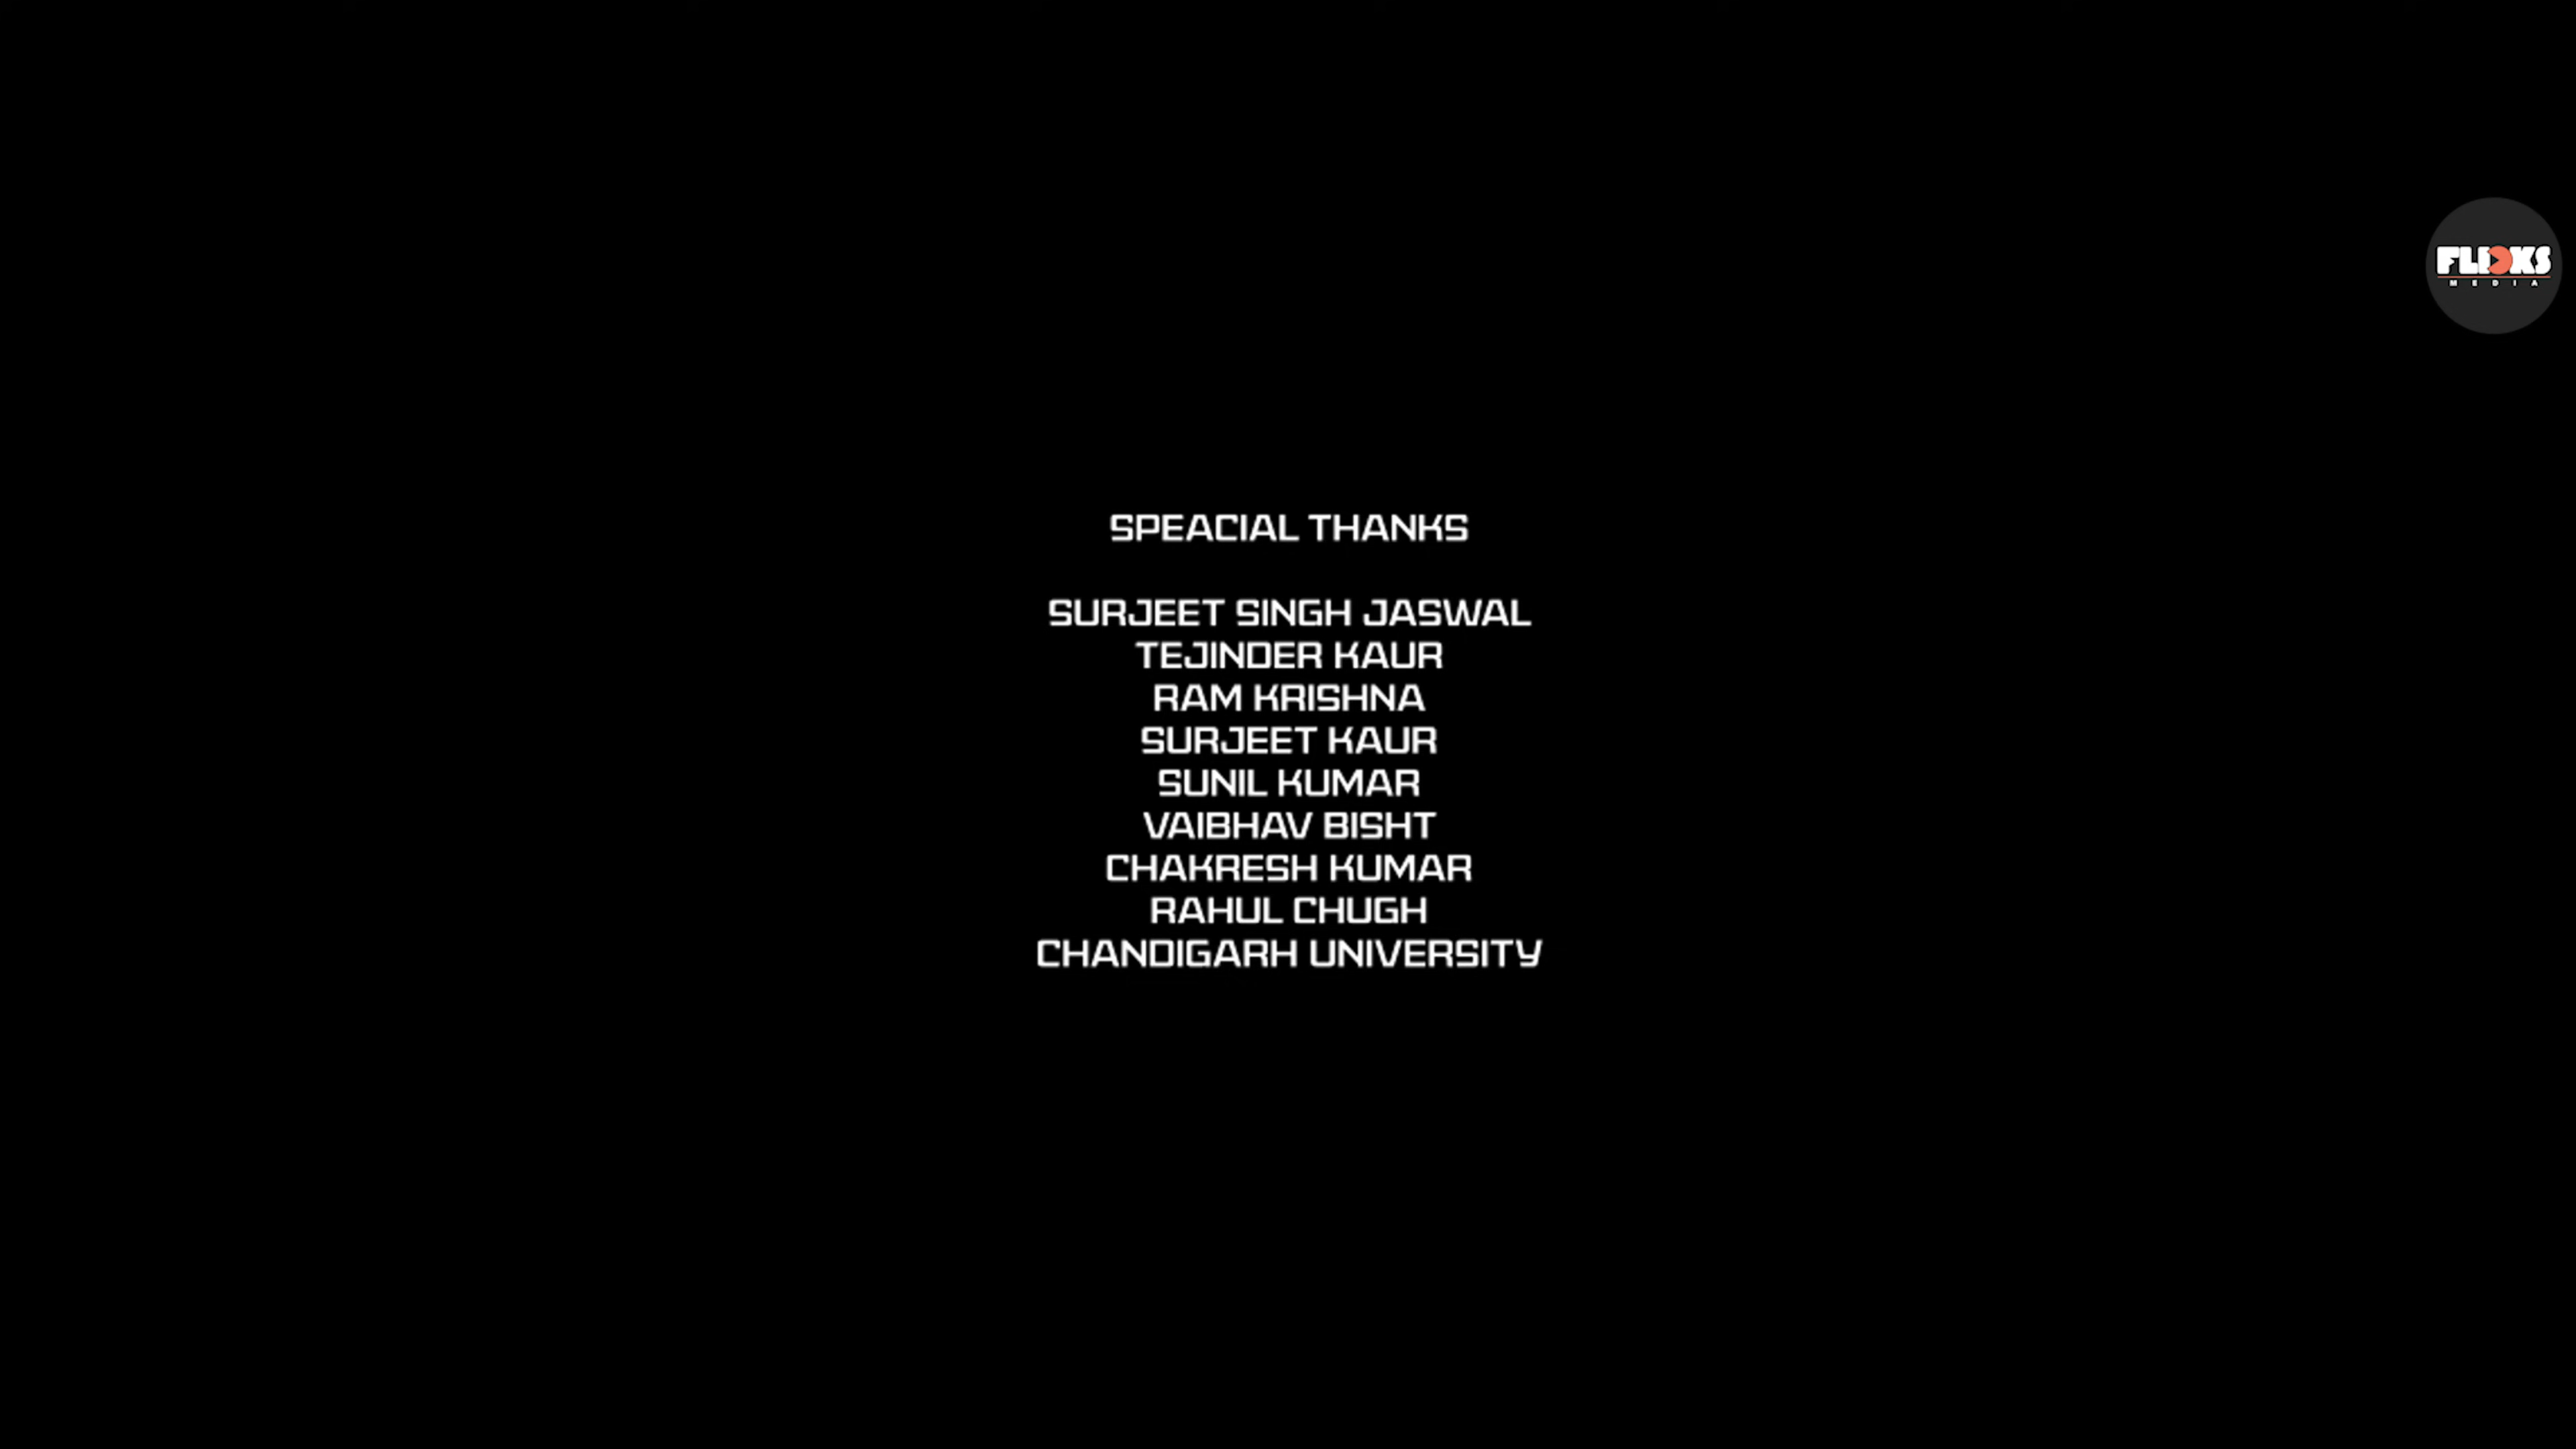 FLICKS
MEDIA
SPEACIAL THANKS
SURJEET SINGH JASWAL
TEJINDER KAUR
RAM KRISHNA
SURJEET KAUR
SUNIL KUMAR
VAIBHAV BISHT
CHAKRESH KUMAR
RAHUL CHUGH
CHANDIGARH UNIVERSITY